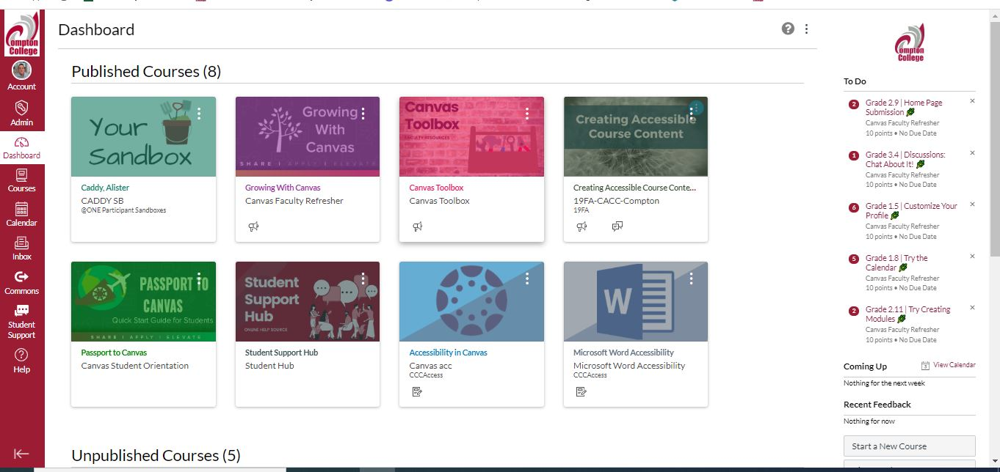 Compton
College
Account
Admin
Dashboard
Courses
Calendar
Inbox
Commons
Student
Support
Help
Dashboard
Published Courses (8)
Your
Sandbox
Caddy, Alister
CADDY SB
@ONE Participant Sandboxes
Growing
With
Canvas
SHARE | APPLY | ELEVATE
Growing With Canvas
Canvas Faculty Refresher
Canvas
Toolbox
FACULTY RESOURCES
Canvas Toolbox
Canvas Toolbox
Creating Accessible
Course Content
Creating Accessible Course Conte...
19FA-CACC-Compton
19FA
PASSPORT TO
CANVAS
Quick Start Guide for Students
SHARE | APPLY | ELEVATE
Passport to Canvas
Canvas Student Orientation
Student
Support
Hub
ONLINE HELP SOURCE
Student Support Hub
Student Hub
Accessibility in Canvas
Canvas acc
CCCAccess
W
Microsoft Word Accessibility
Microsoft Word Accessibility
CCCAccess
Unpublished Courses (5)
Compton
College
To Do
2 Grade 2.9 | Home Page
Submission
Canvas Faculty Refresher
10 points • No Due Date
1 Grade 3.4 | Discussions:
Chat About It!
Canvas Faculty Refresher
10 points • No Due Date
6 Grade 1.5 | Customize Your
Profile
Canvas Faculty Refresher
10 points • No Due Date
5 Grade 1.8 | Try the
Calendar
Canvas Faculty Refresher
10 points • No Due Date
2 Grade 2.11 | Try Creating
Modules
Canvas Faculty Refresher
10 points • No Due Date
Coming Up View Calendar
Nothing for the next week
Recent Feedback
Nothing for now
Start a New Course